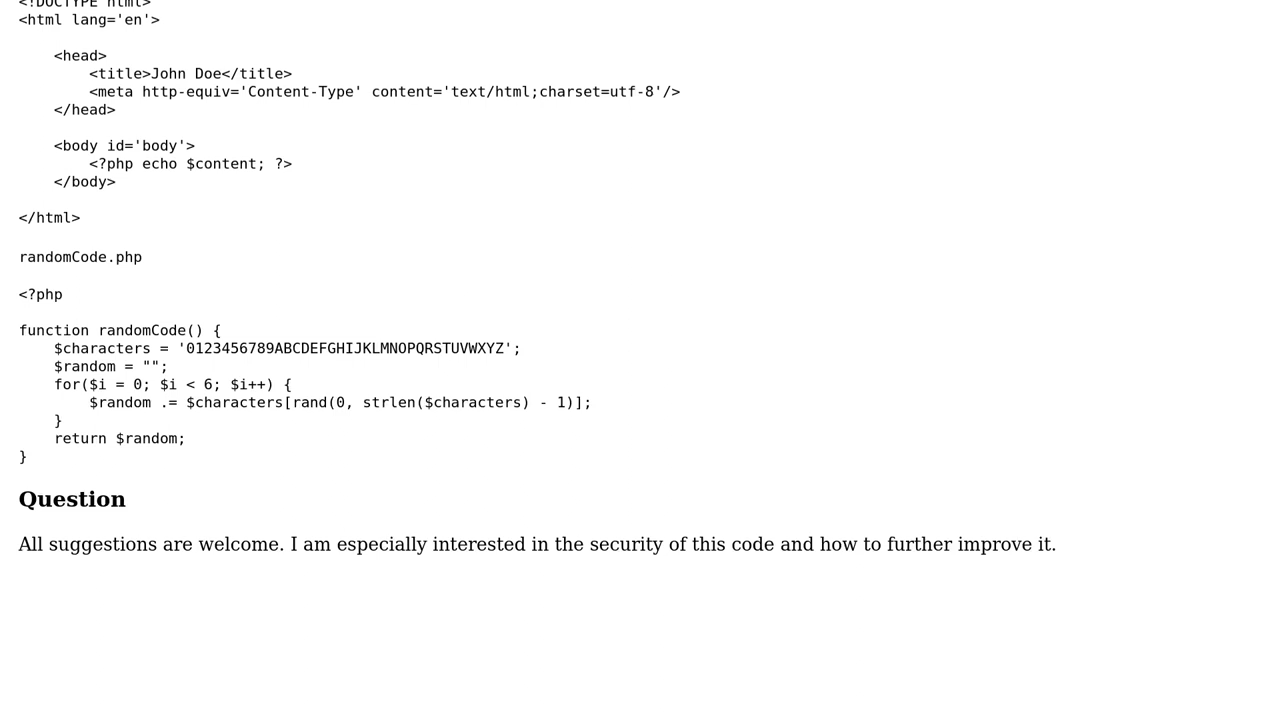 <!DOCTYPE html>
<html lang='en'>
<head>
<title>John Doe</title>
<meta http-equiv='Content-Type' content='text/html;charset=utf-8'/>
</head>
<body id='body'>
<?php echo $content; ?>
</body>
</html>
randomCode.php
<?php
function randomCode() {
$characters = '0123456789ABCDEFGHIJKLMNOPQRSTUVWXYZ';
$random = "";
for($i = 0; $i < 6; $i++) {
$random .= $characters[rand(0, strlen($characters) - 1)];
}
return $random;
}
Question
All suggestions are welcome. I am especially interested in the security of this code and how to further improve it.